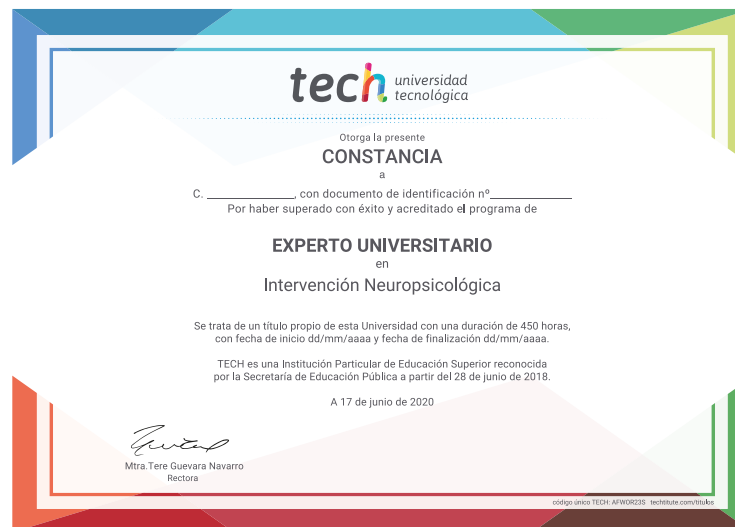 tech universidad
tecnológica
Otorga la presente
CONSTANCIA
a
C. ________________, con documento de identificación nº______________
Por haber superado con éxito y acreditado el programa de
EXPERTO UNIVERSITARIO
en
Intervención Neuropsicológica
Se trata de un título propio de esta Universidad con una duración de 450 horas,
con fecha de inicio dd/mm/aaaa y fecha de finalización dd/mm/aaaa.
TECH es una Institución Particular de Educación Superior reconocida
por la Secretaría de Educación Pública a partir del 28 de junio de 2018.
A 17 de junio de 2020
Mtra.Tere Guevara Navarro
Rectora
código único TECH: AFWOR23S techtitute.com/titulos